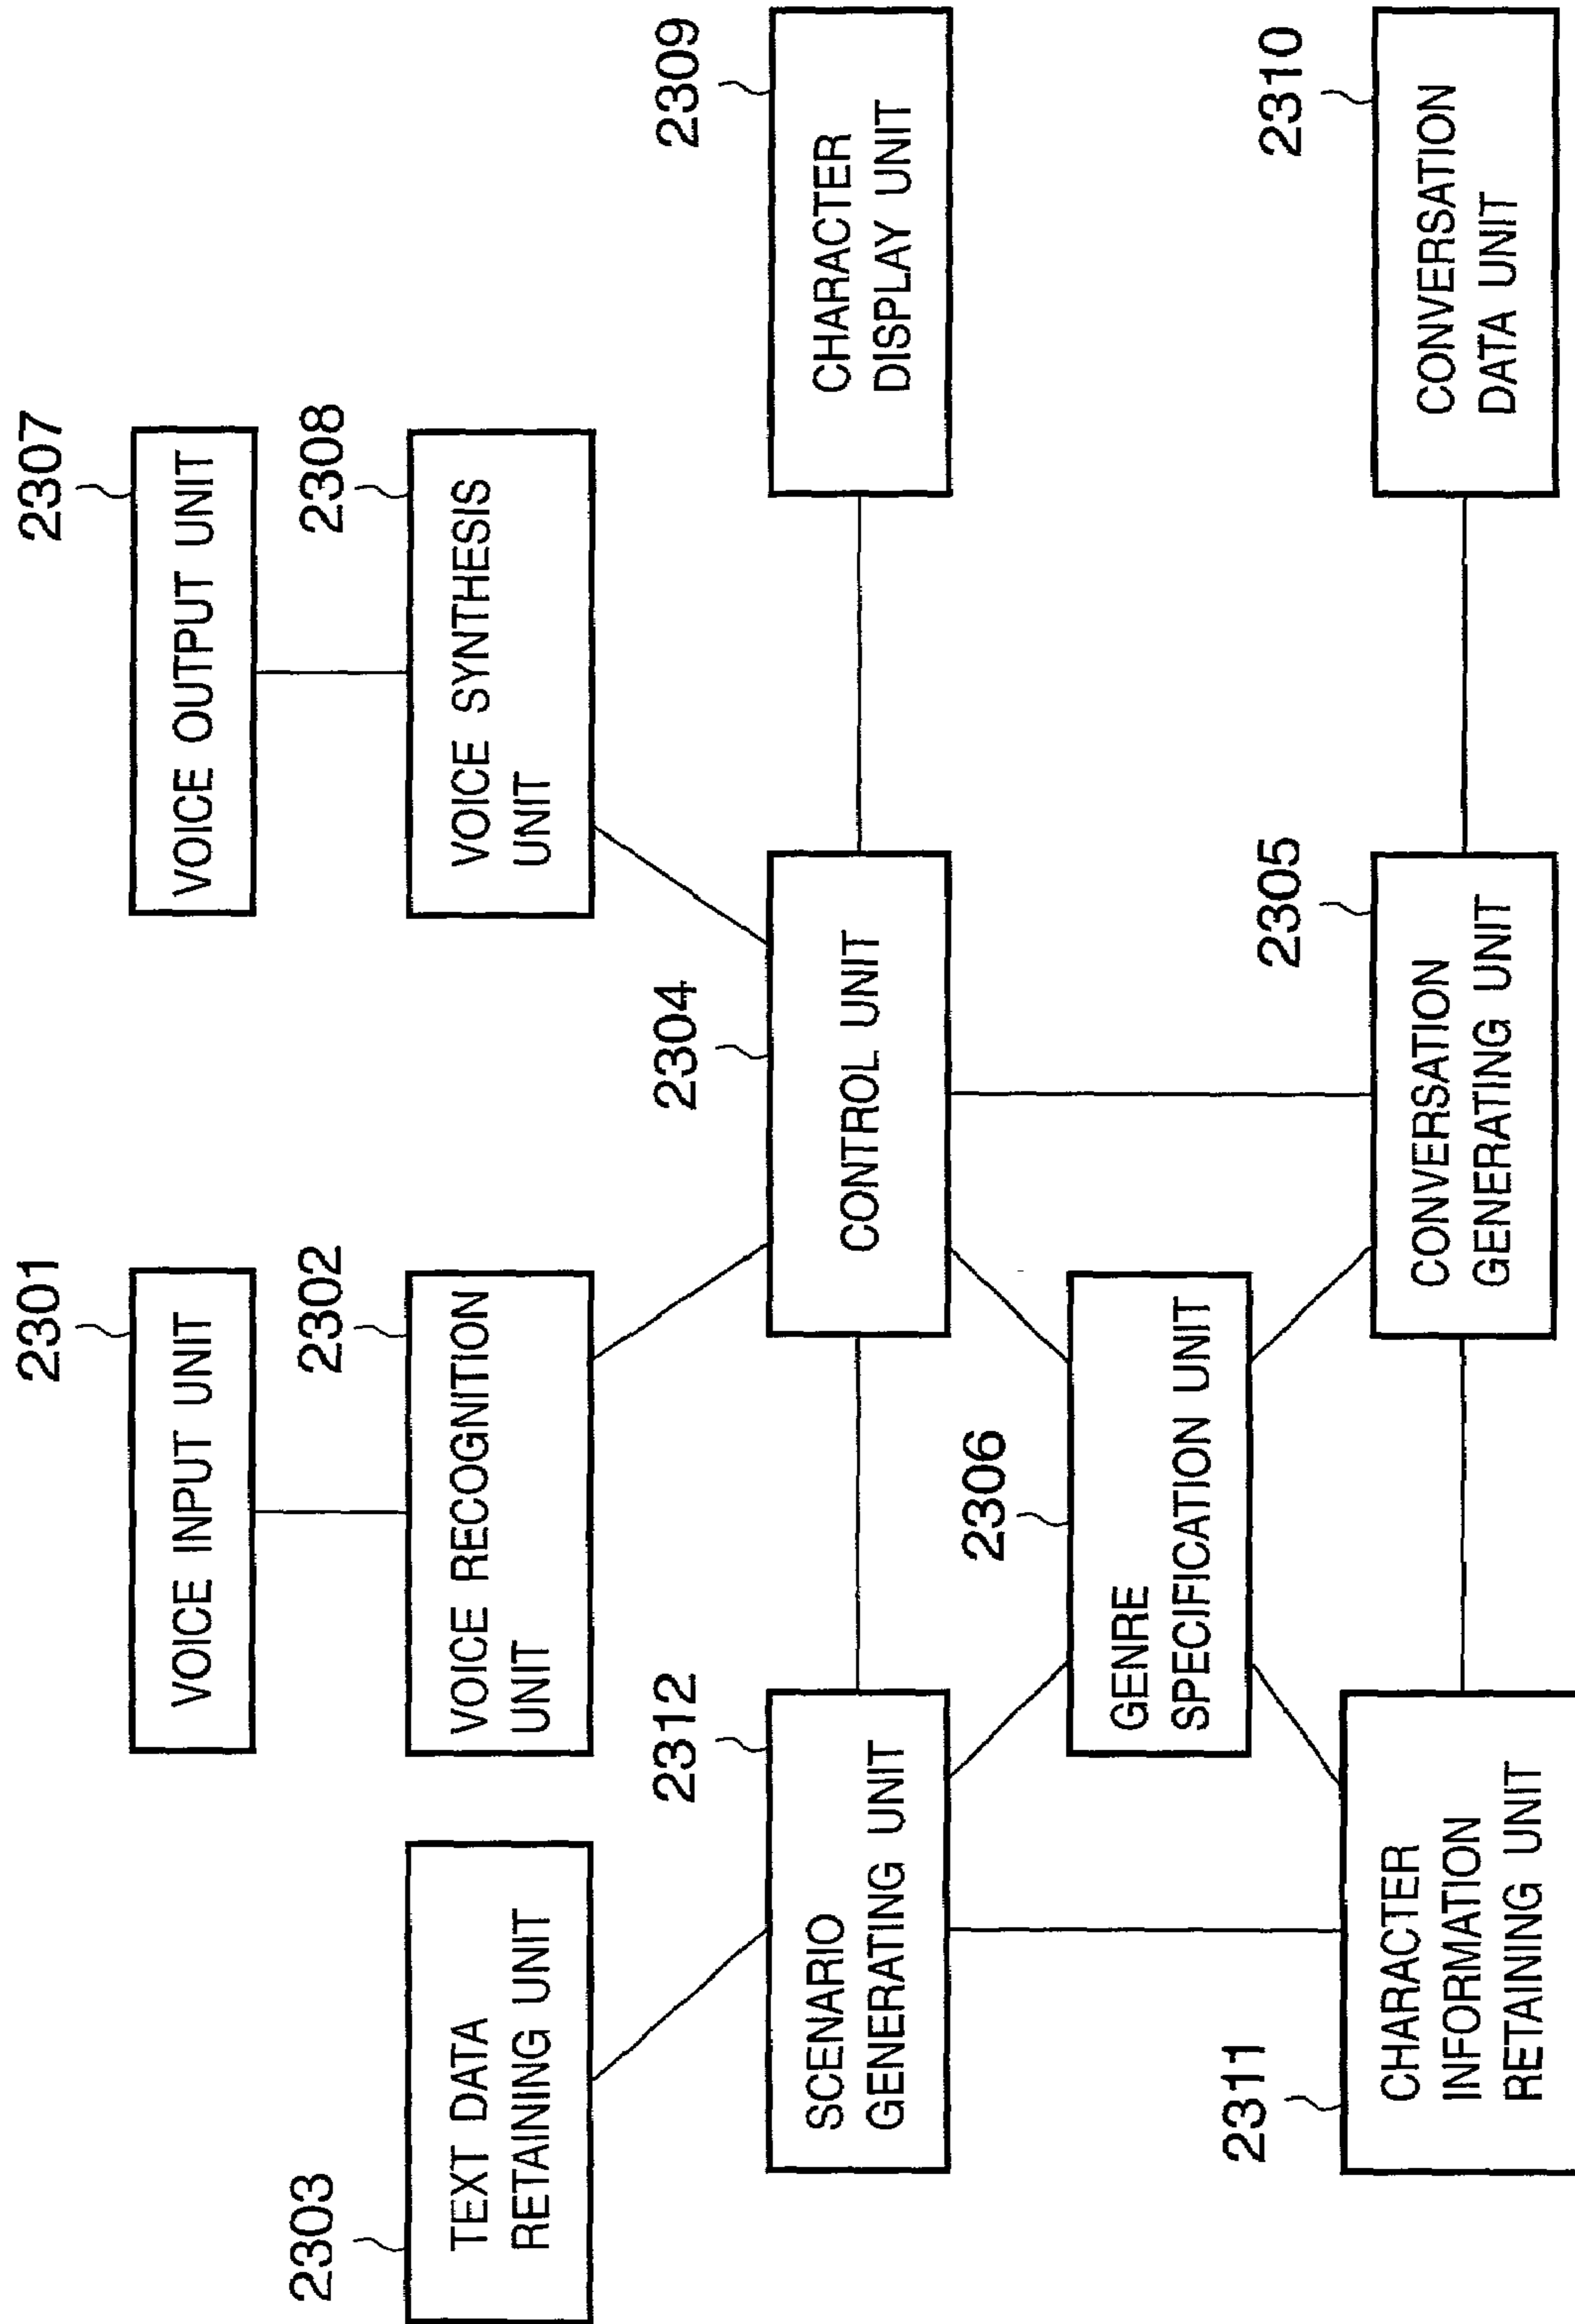 2301
VOICE INPUT UNIT
2307
VOICE OUTPUT UNIT
2303
TEXT DATA
RETAINING UNIT
2302
VOICE RECOGNITION
UNIT
2308
VOICE SYNTHESIS
UNIT
2312
SCENARIO
GENERATING UNIT
2304
CONTROL UNIT
2309
CHARACTER
DISPLAY UNIT
2306
GENRE
SPECIFICATION UNIT
2311
CHARACTER
INFORMATION
RETAINING UNIT
2305
CONVERSATION
GENERATING UNIT
2310
CONVERSATION
DATA UNIT